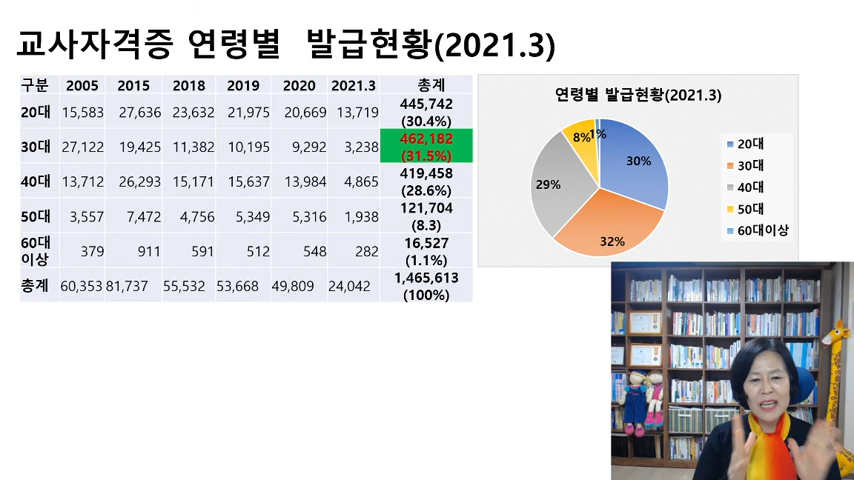 교사자격증 연령별 발급현황(2021.3)
구분 2005 2015 2018 2019 2020 2021.3 총계
20대 15,583 27,636 23,632 21,975 20,669 13,719 445,742 (30.4%)
30대 27,122 19,425 11,382 10,195 9,292 3,238 462,182 (31.5%)
40대 13,712 26,293 15,171 15,637 13,984 4,865 419,458 (28.6%)
50대 3,557 7,472 4,756 5,349 5,316 1,938 121,704 (8.3)
60대 이상 379 911 591 512 548 282 16,527 (1.1%)
총계 60,353 81,737 55,532 53,668 49,809 24,042 1,465,613 (100%)
연령별 발급현황(2021.3)
8% 1%
30%
29%
32%
20대
30대
40대
50대
60대이상